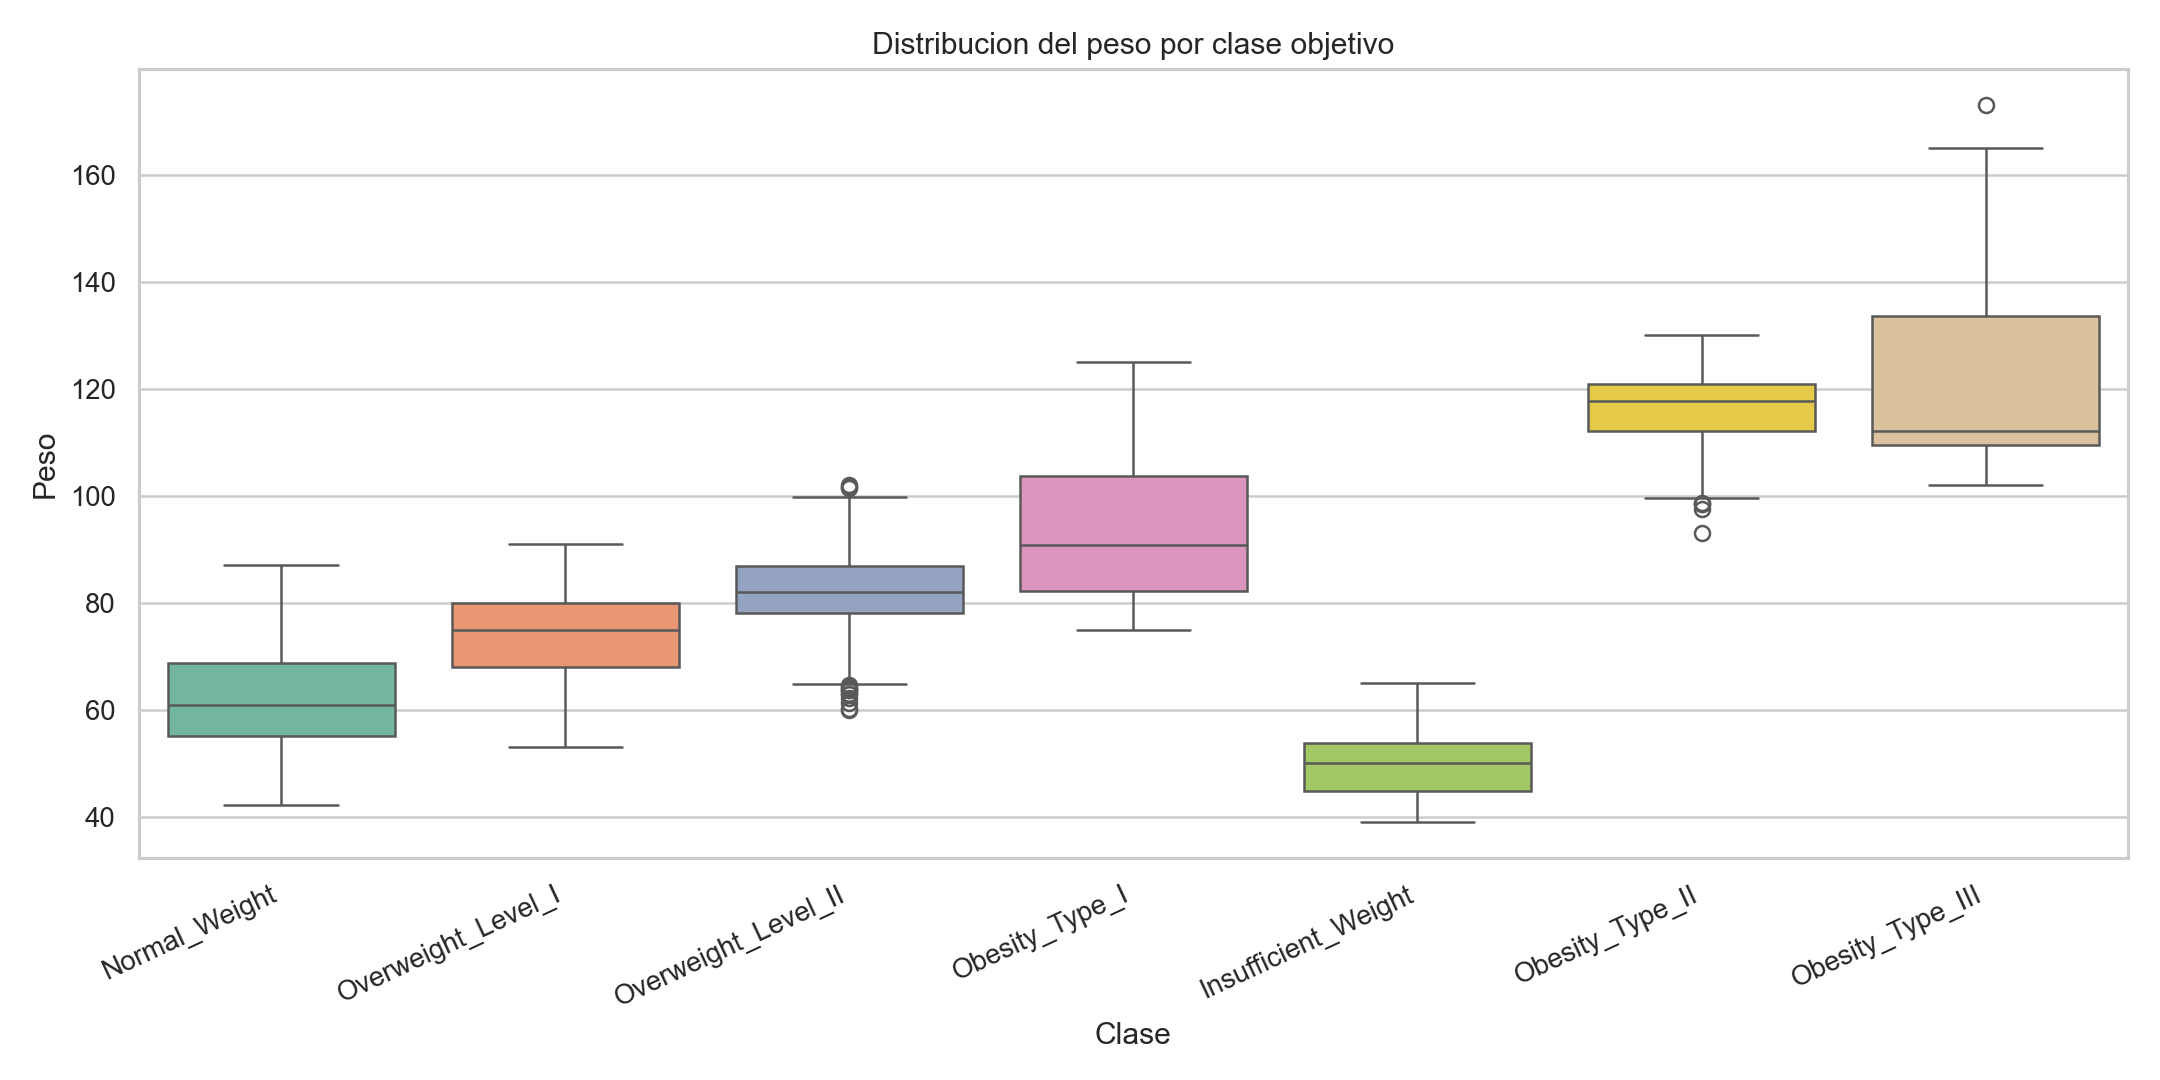 Distribucion del peso por clase objetivo
Peso
160
140
120
100
80
60
40
Normal_Weight
Overweight_Level_I
Overweight_Level_II
Obesity_Type_I
Insufficient_Weight
Obesity_Type_II
Obesity_Type_III
Clase